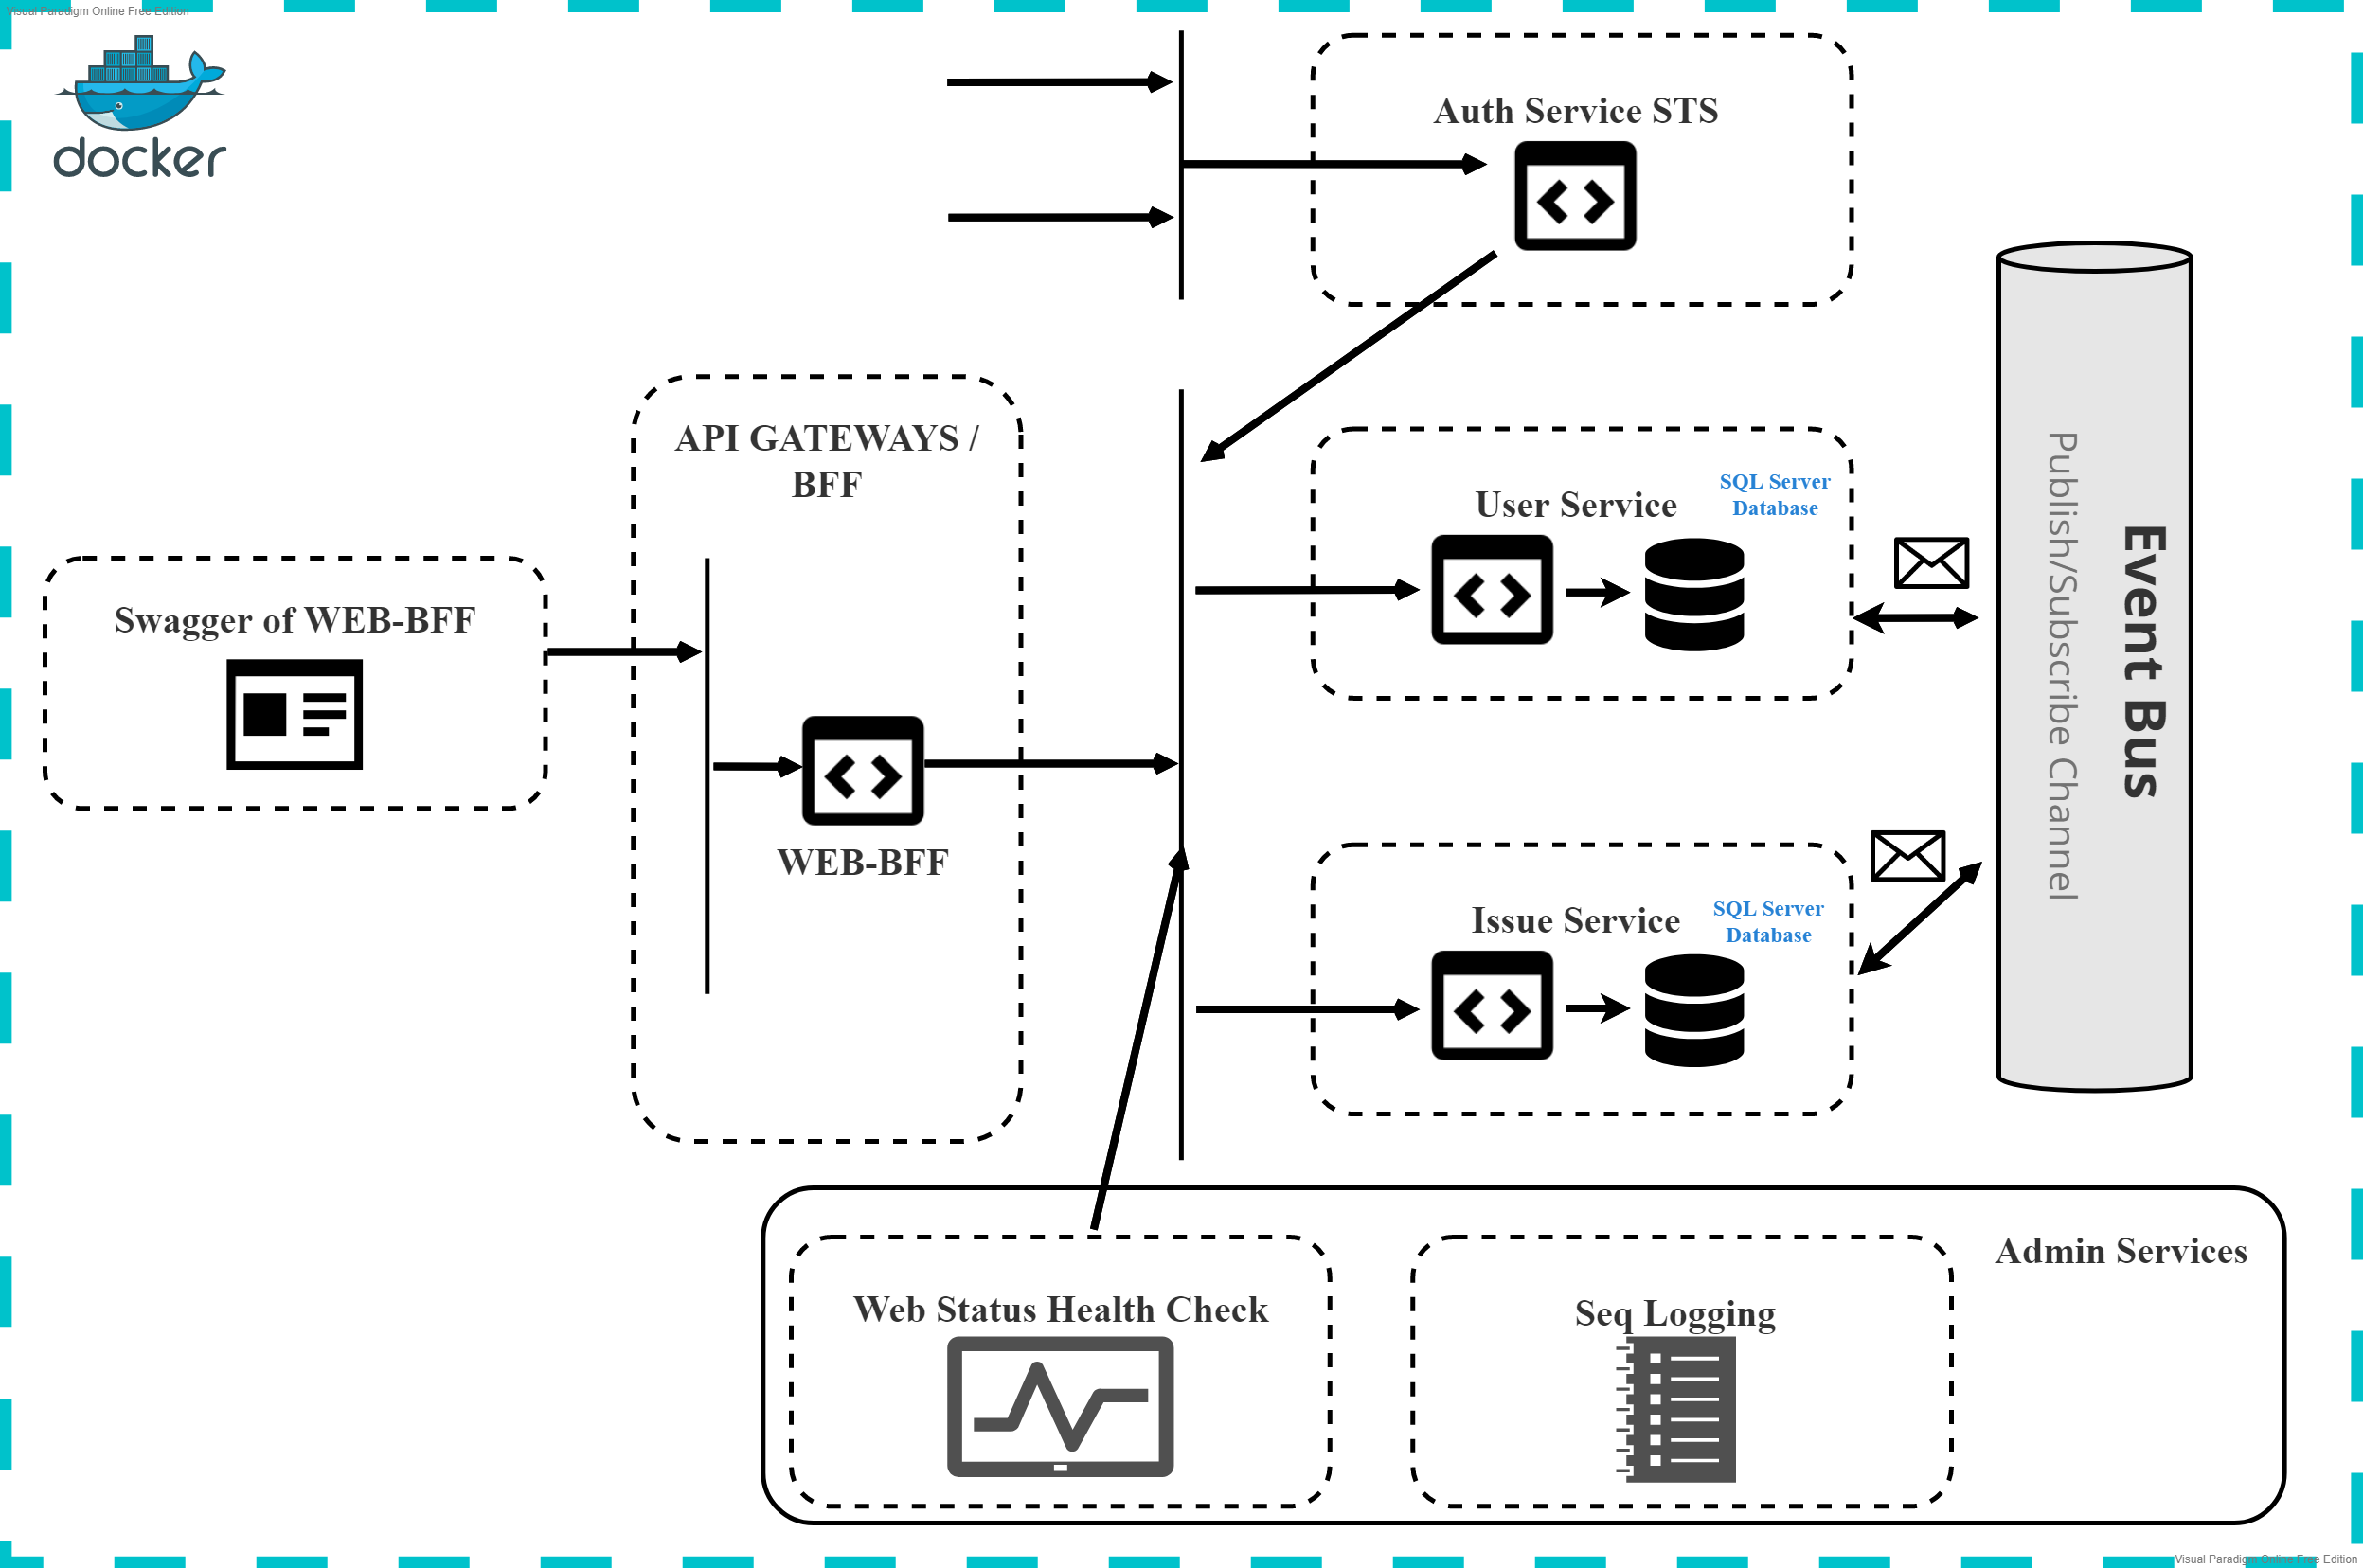 Visual Paradigm Online Free Edition
docker
Auth Service STS
API GATEWAYS /
BFF
Swagger of WEB-BFF
WEB-BFF
User Service
SQL Server
Database
Issue Service
SQL Server
Database
Event Bus
Publish/Subscribe Channel
Admin Services
Web Status Health Check
Seq Logging
Visual Paradigm Online Free Edition